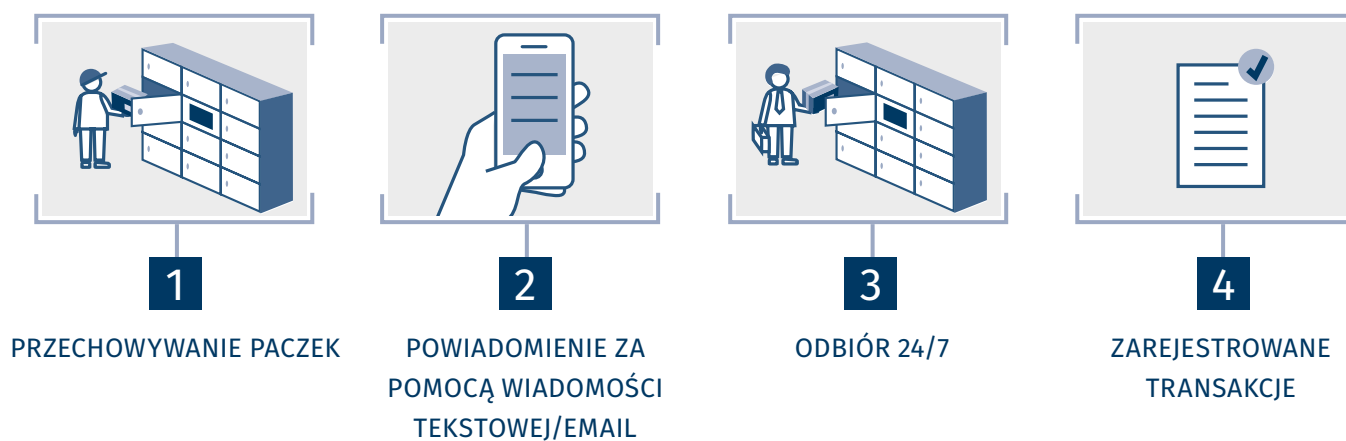 1
PRZECHOWYWANIE PACZEK
2
POWIADOMIENIE ZA
POMOCĄ WIADOMOŚCI
TEKSTOWEJ/EMAIL
3
ODBIÓR 24/7
4
ZAREJESTROWANE
TRANSAKCJE